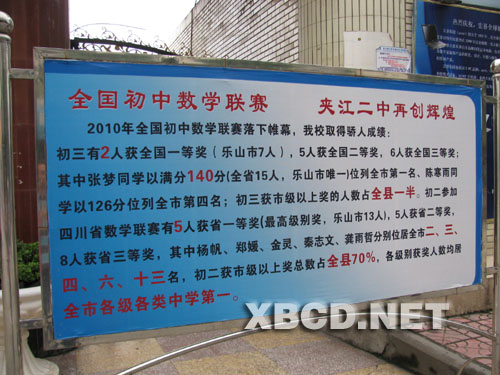 全国初中数学联赛 夹江二中再创辉煌
2010年全国初中数学联赛落下帷幕，我校取得骄人成绩：
初三有2人获全国一等奖（乐山市7人），5人获全国二等奖，6人获全国三等奖；
其中张梦同学以满分140分(全省15人，乐山市唯一)位列全市第一名、陈寒雨同
学以126分位列全市第四名；初三获市级以上奖的人数占全县一半。初二参加
四川省数学联赛有5人获省一等奖(最高级别奖，乐山市13人)，5人获省二等奖，
8人获省三等奖，其中杨帆、郑媛、金灵、秦志文、龚雨哲分别位居全市二、三、
四、六、十三名，初二获市级以上奖总数占全县70%，各级别获奖人数均居
全市各级各类中学第一。
XBCD.NET